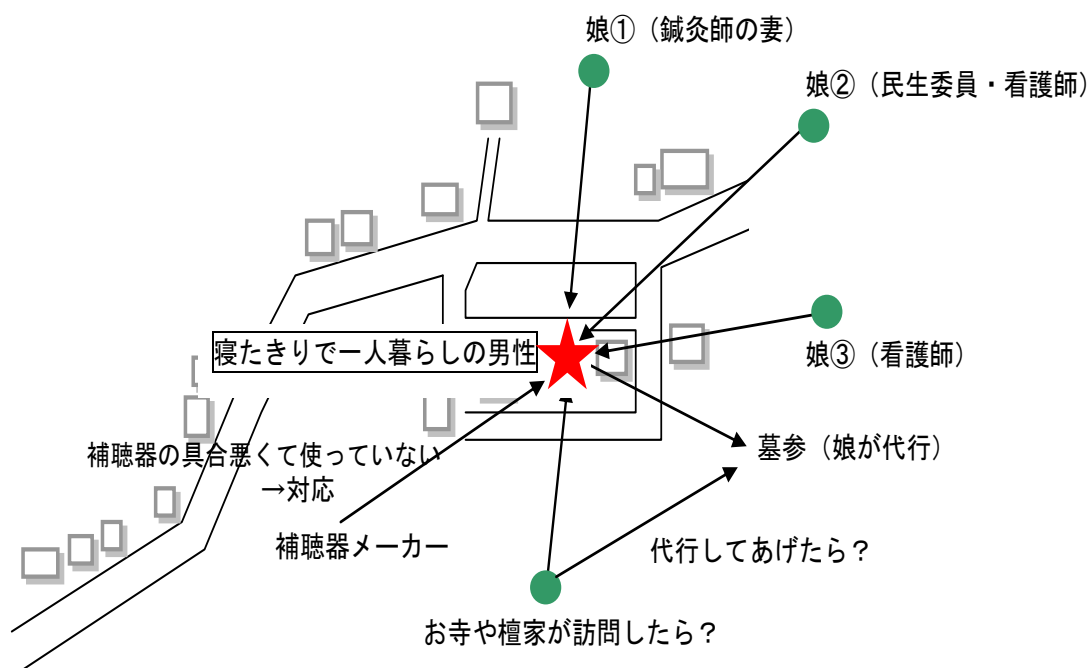 娘①（鍼灸師の妻）
娘②（民生委員・看護師）
寝たきりで一人暮らしの男性
娘③（看護師）
補聴器の具合悪くて使っていない
→対応
墓参（娘が代行）
補聴器メーカー
代行してあげたら？
お寺や檀家が訪問したら？